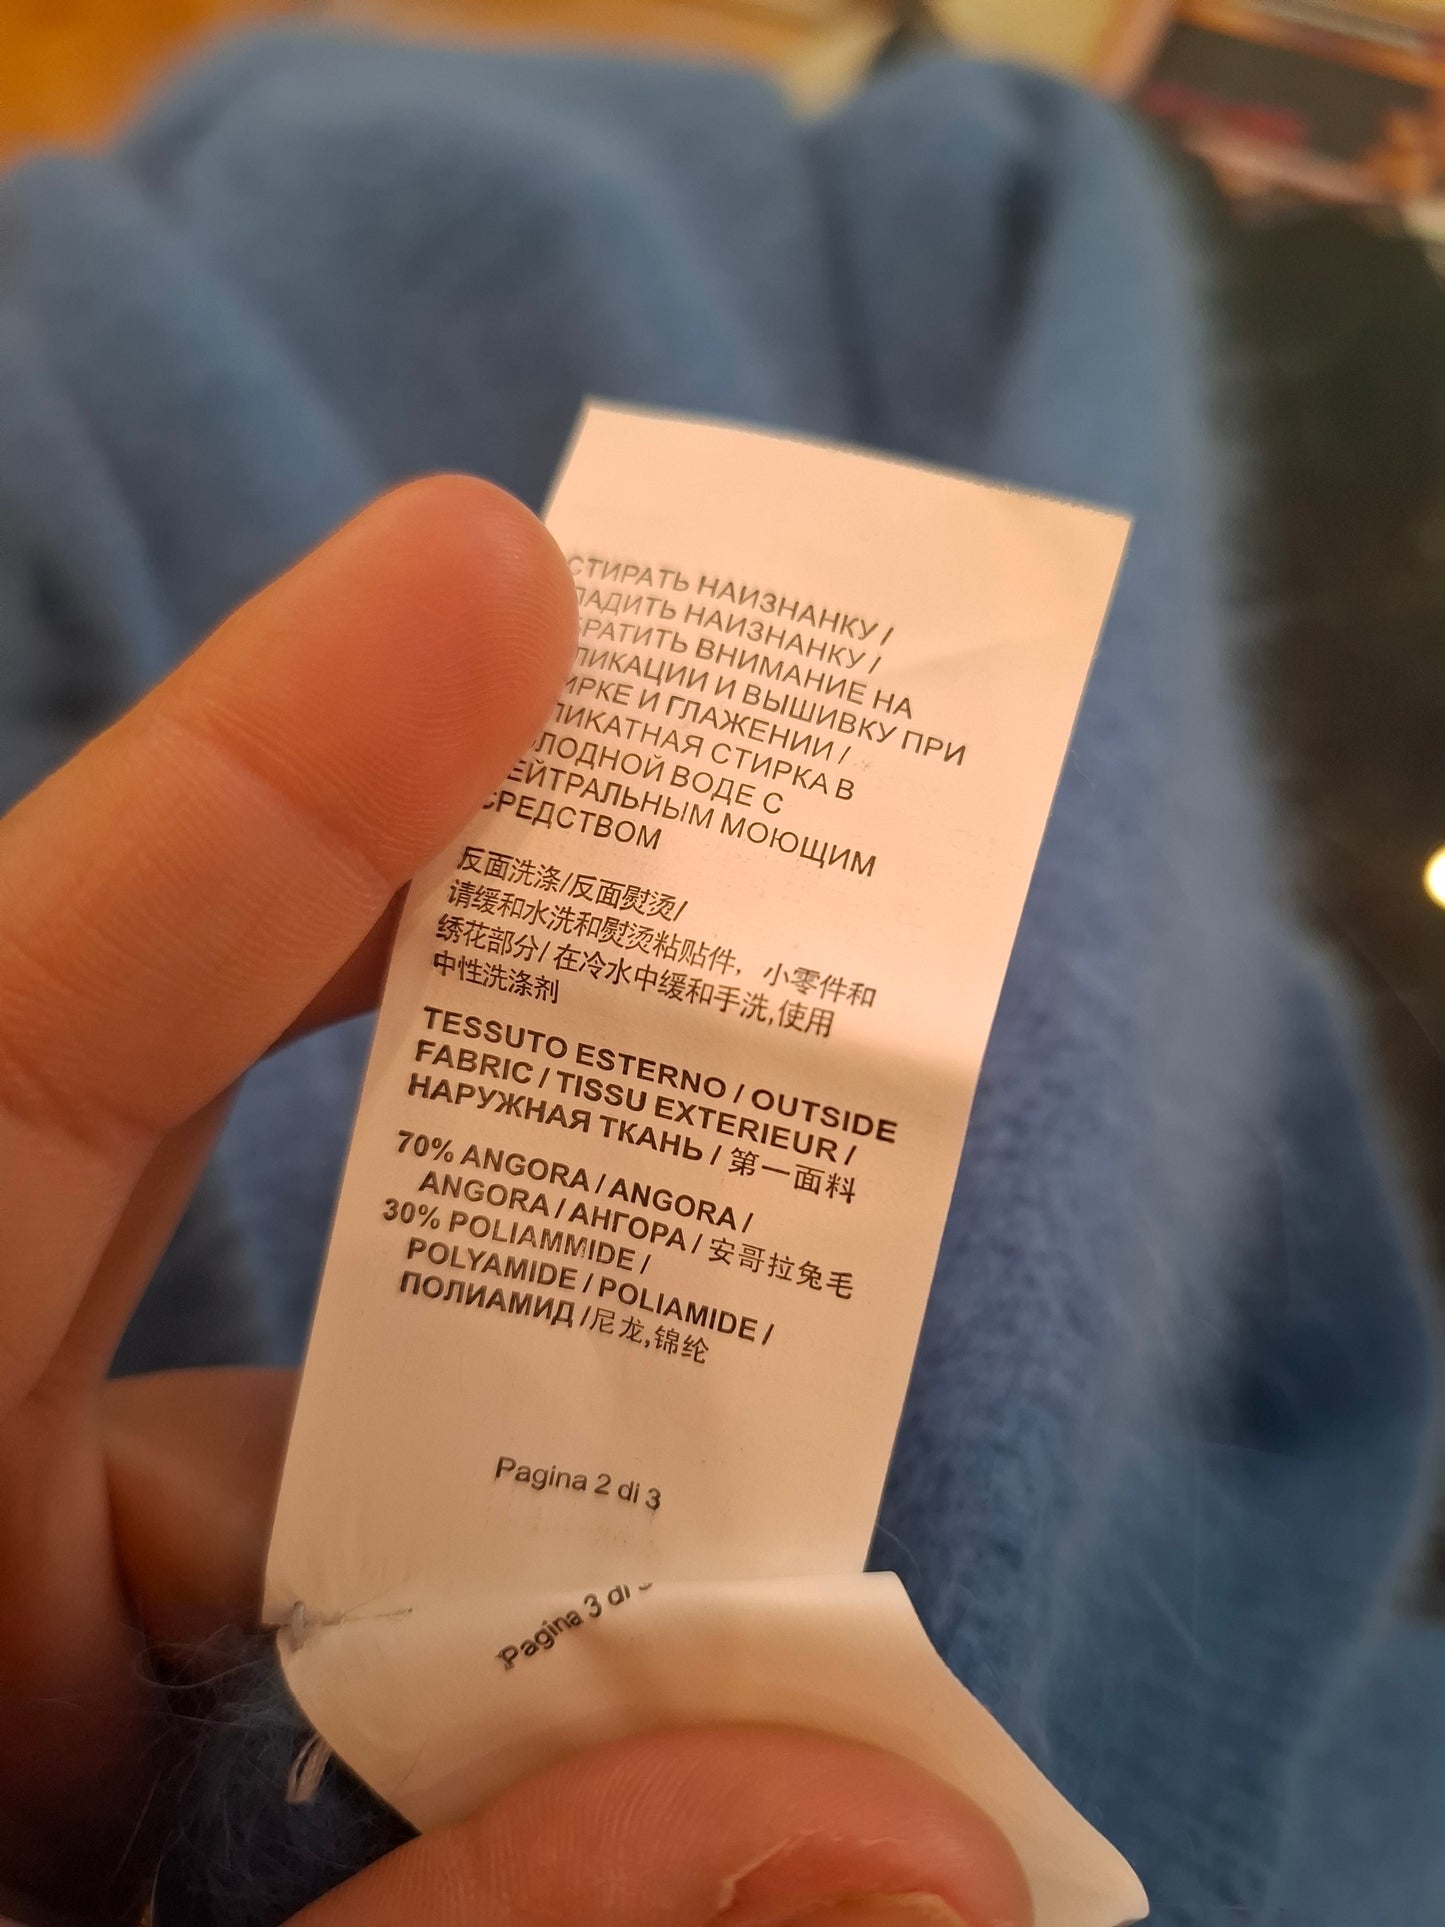 СТИРАТЬ НАИЗНАНКУ /
НАИЗНАНКУ /
ВНИМАНИЕ НА
И ВЫШИВКУ ПРИ
И ГЛАЖЕНИИ /
СТИРКА В
ВОДЕ С
МОЮЩИМ
СРЕДСТВОМ
反面洗涤/反面熨烫/
请缓和水洗和熨烫粘贴件，小零件和
绣花部分/ 在冷水中缓和手洗,使用
中性洗涤剂
TESSUTO ESTERNO / OUTSIDE
FABRIC / TISSU EXTERIEUR /
НАРУЖНАЯ ТКАНЬ / 第一面料
70% ANGORA / ANGORA /
ANGORA / АНГОРА / 安哥拉兔毛
30% POLIAMMIDE /
POLYAMIDE / POLIAMIDE /
ПОЛИАМИД /尼龙,锦纶
Pagina 2 di 3
Pagina 3 di